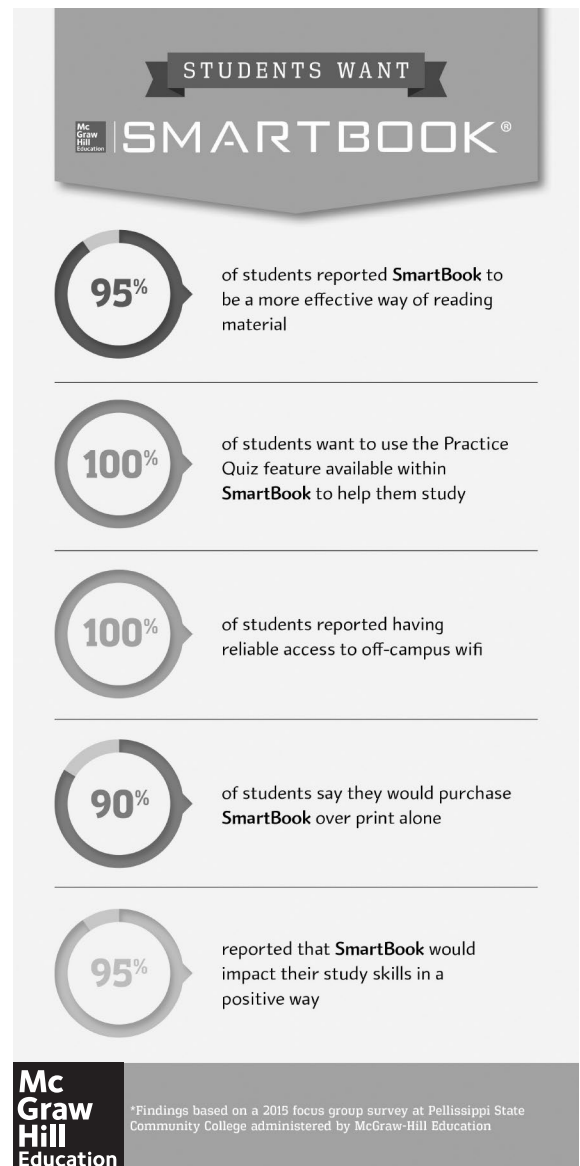 STUDENTS WANT
Mc
Graw
Hill
Education
SMARTBOOK®
95%
of students reported SmartBook to
be a more effective way of reading
material
100%
of students want to use the Practice
Quiz feature available within
SmartBook to help them study
100%
of students reported having
reliable access to off-campus wifi
90%
of students say they would purchase
SmartBook over print alone
95%
reported that SmartBook would
impact their study skills in a
positive way
Mc
Graw
Hill
Education
*Findings based on a 2015 focus group survey at Pellissippi State
Community College administered by McGraw-Hill Education